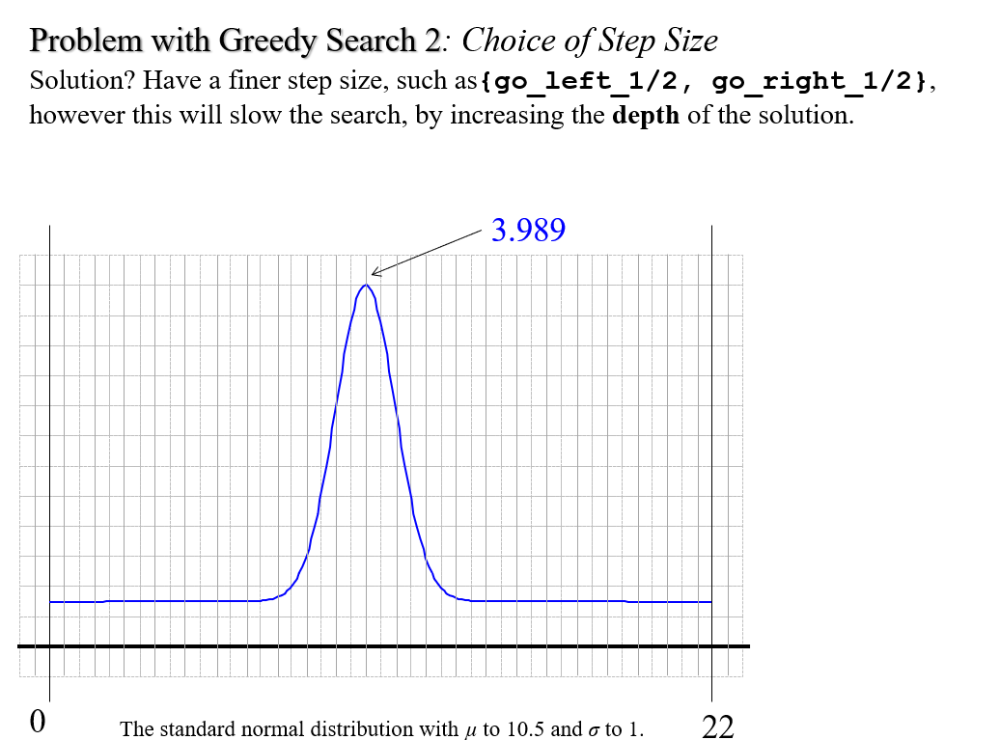 Problem with Greedy Search 2: Choice of Step Size
Solution? Have a finer step size, such as{go_left_1/2, go_right_1/2},
however this will slow the search, by increasing the depth of the solution.
3.989
0
The standard normal distribution with μ to 10.5 and σ to 1.
22